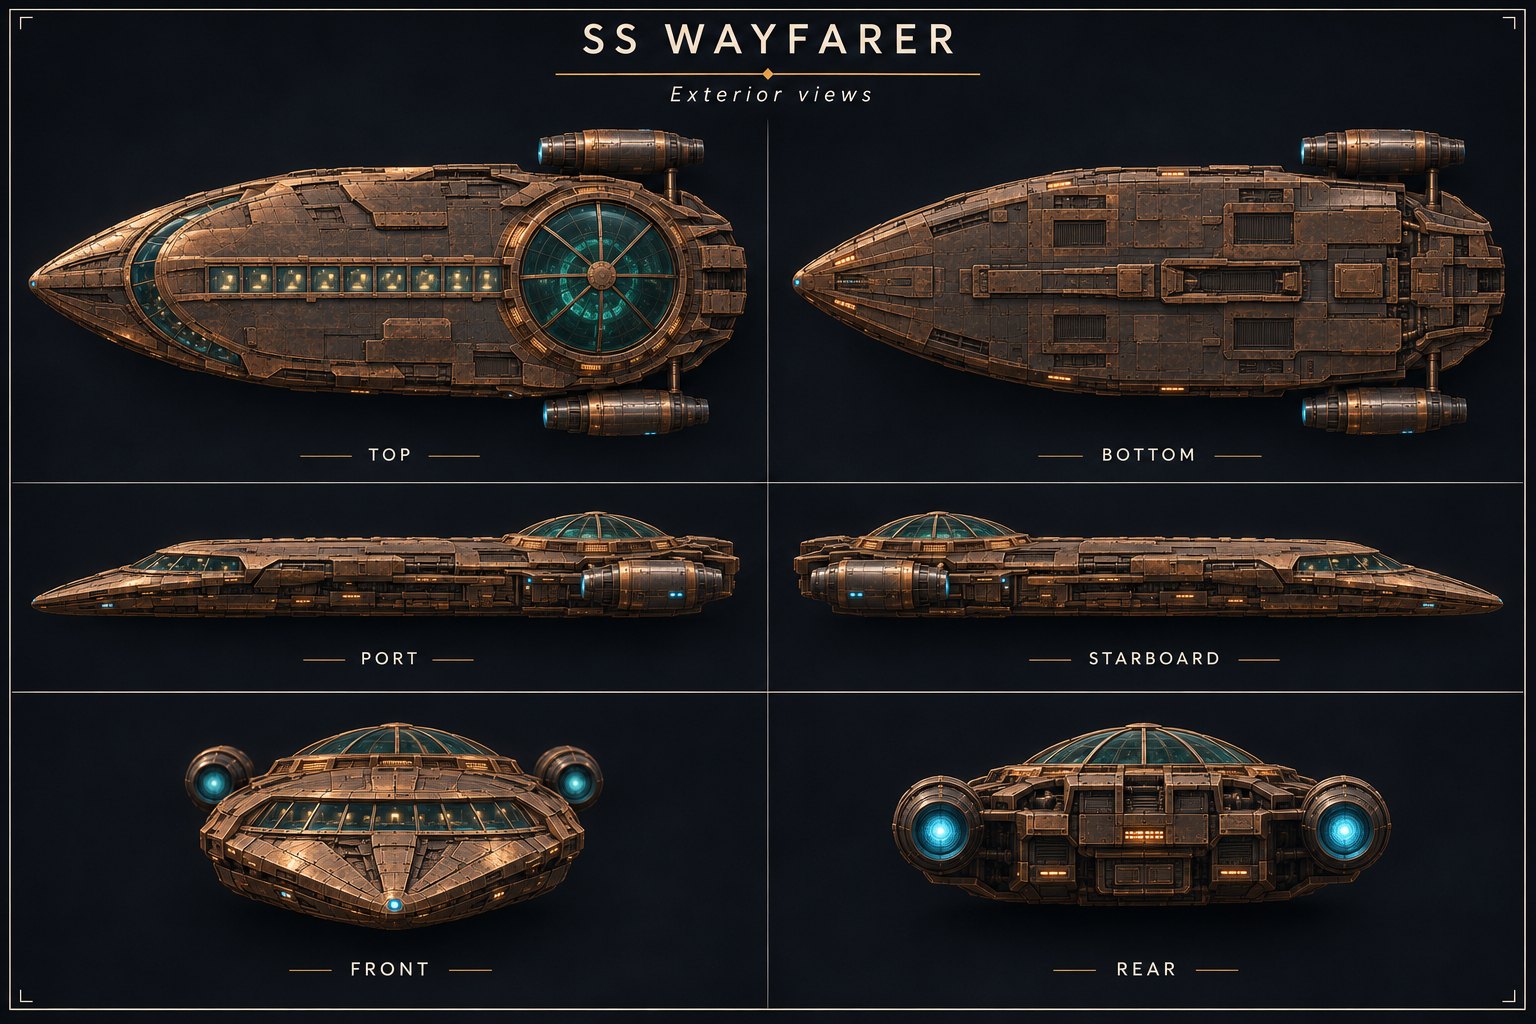 SS WAYFARER
Exterior views
TOP
BOTTOM
PORT
STARBOARD
FRONT
REAR